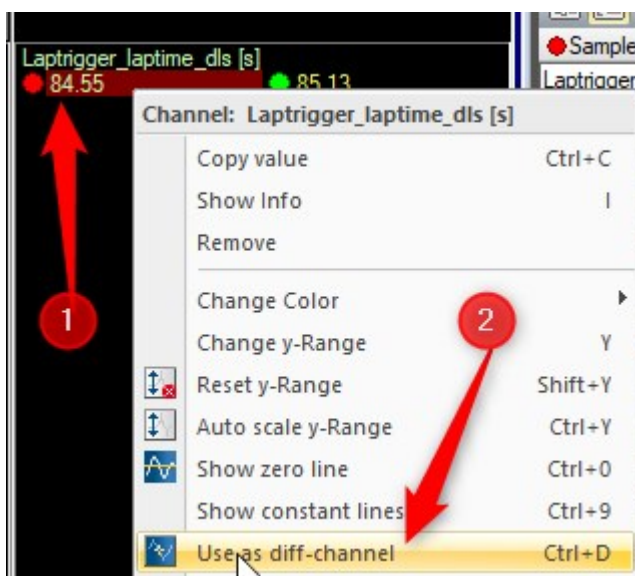 Sample
Laptrigger_laptime_dls [s]
84.55 85.13
Laptrigger
Channel: Laptrigger_laptime_dls [s]
Copy value Ctrl+C
Show Info I
Remove
Change Color
1
2
Change y-Range Y
Reset y-Range Shift+Y
Auto scale y-Range Ctrl+Y
Show zero line Ctrl+0
Show constant lines Ctrl+9
Use as diff-channel Ctrl+D